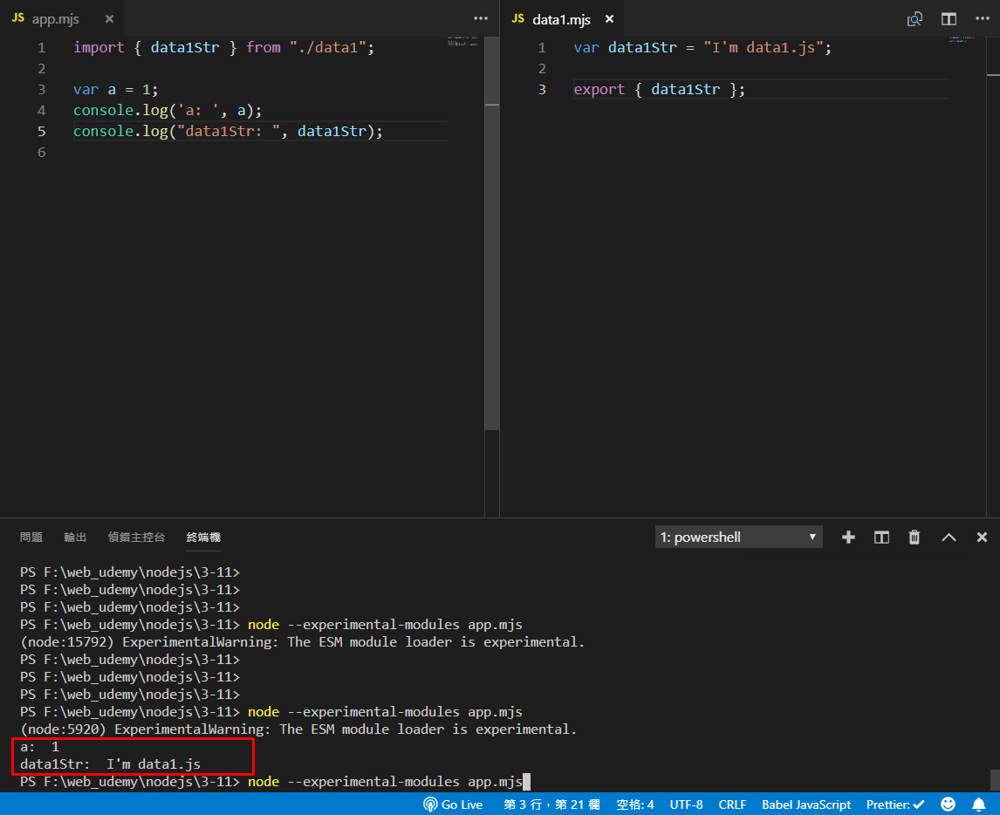 JS app.mjs ×
1 import { data1Str } from "./data1";
2
3 var a = 1;
4 console.log('a: ', a);
5 console.log("data1Str: ", data1Str);
6
JS data1.mjs ×
1 var data1Str = "I'm data1.js";
2
3 export { data1Str };
問題 輸出 偵錯主控台 終端機 1: powershell
PS F:\web_udemy\nodejs\3-11>
PS F:\web_udemy\nodejs\3-11>
PS F:\web_udemy\nodejs\3-11>
PS F:\web_udemy\nodejs\3-11> node --experimental-modules app.mjs
(node:15792) ExperimentalWarning: The ESM module loader is experimental.
PS F:\web_udemy\nodejs\3-11>
PS F:\web_udemy\nodejs\3-11>
PS F:\web_udemy\nodejs\3-11>
PS F:\web_udemy\nodejs\3-11> node --experimental-modules app.mjs
(node:5920) ExperimentalWarning: The ESM module loader is experimental.
a:  1
data1Str:  I'm data1.js
PS F:\web_udemy\nodejs\3-11> node --experimental-modules app.mjs
Go Live 第 3 行，第 21 欄 空格: 4 UTF-8 CRLF Babel JavaScript Prettier: ✓